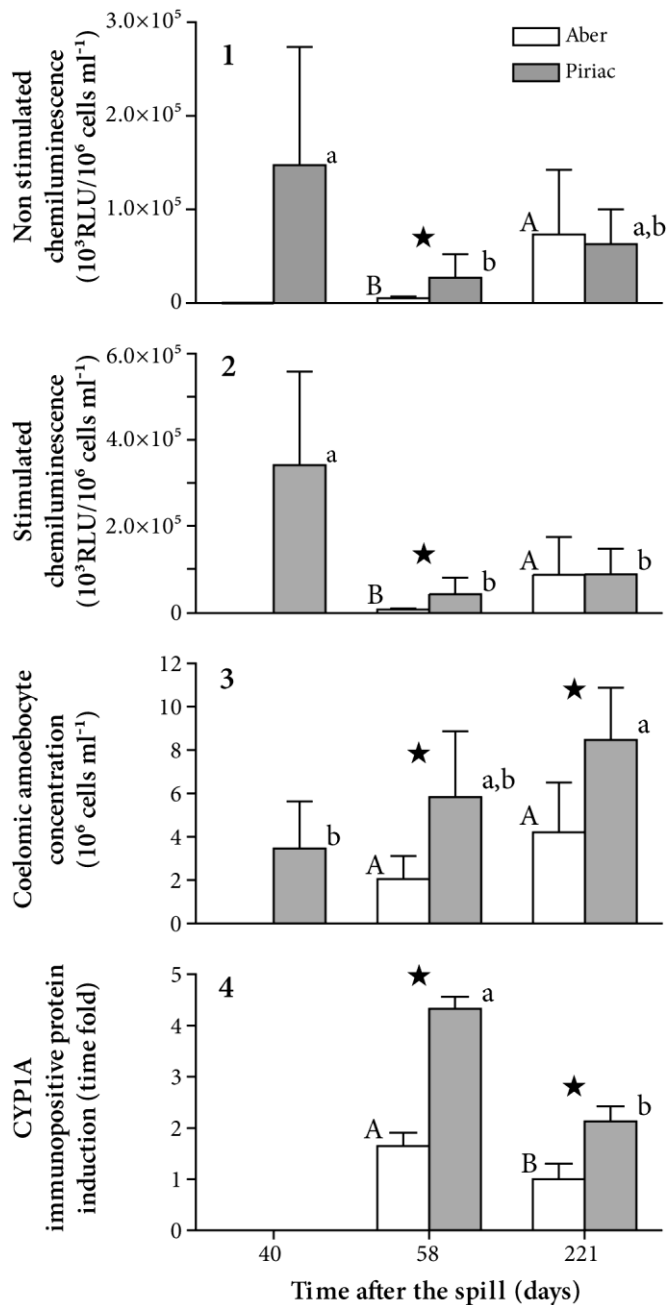 1
Non stimulated
chemiluminescence
(10³RLU/10⁶ cells ml⁻¹)
3.0×10⁵
2.0×10⁵
1.0×10⁵
0
Aber
Piriac
a
B
★
b
A
a,b
2
Stimulated
chemiluminescence
(10³RLU/10⁶ cells ml⁻¹)
6.0×10⁵
4.0×10⁵
2.0×10⁵
0
a
B
★
b
A
b
3
Coelomic amoebocyte
concentration
(10⁶ cells ml⁻¹)
12
10
8
6
4
2
0
b
A
★
a,b
A
★
a
4
CYP1A
immunopositive protein
induction (time fold)
5
4
3
2
1
0
A
★
a
B
★
b
40
58
221
Time after the spill (days)